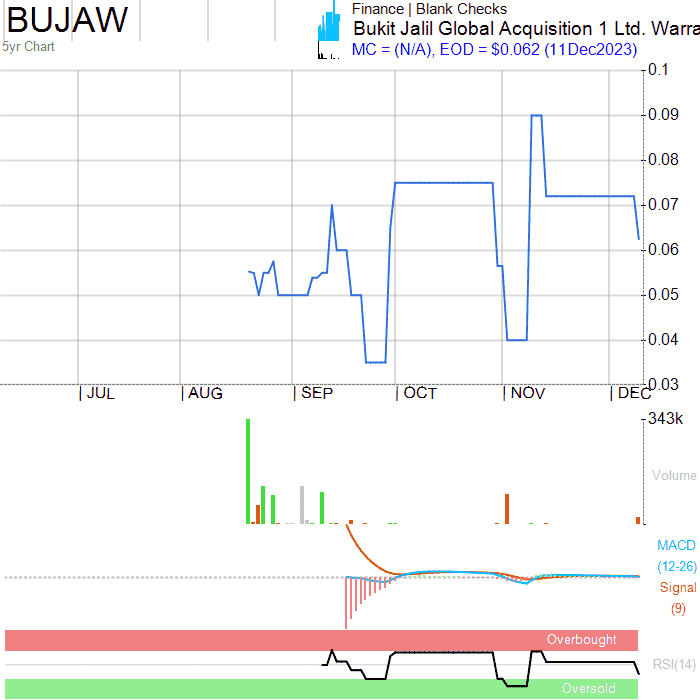 BUJAW
5yr Chart
Finance | Blank Checks
Bukit Jalil Global Acquisition 1 Ltd. Warra
MC = (N/A), EOD = $0.062 (11Dec2023)
0.1
0.09
0.08
0.07
0.06
0.05
0.04
0.03
| JUL | AUG | SEP | OCT | NOV | DEC
343k
Volume
MACD
(12-26)
Signal
(9)
Overbought
RSI(14)
Oversold